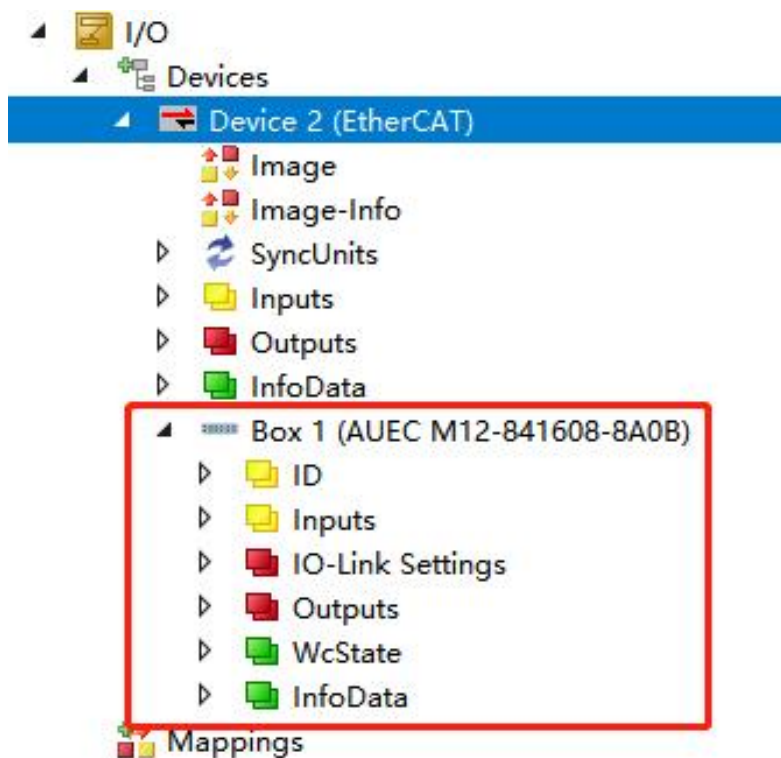 I/O
Devices
Device 2 (EtherCAT)
Image
Image-Info
SyncUnits
Inputs
Outputs
InfoData
Box 1 (AUEC M12-841608-8A0B)
ID
Inputs
IO-Link Settings
Outputs
WcState
InfoData
Mappings